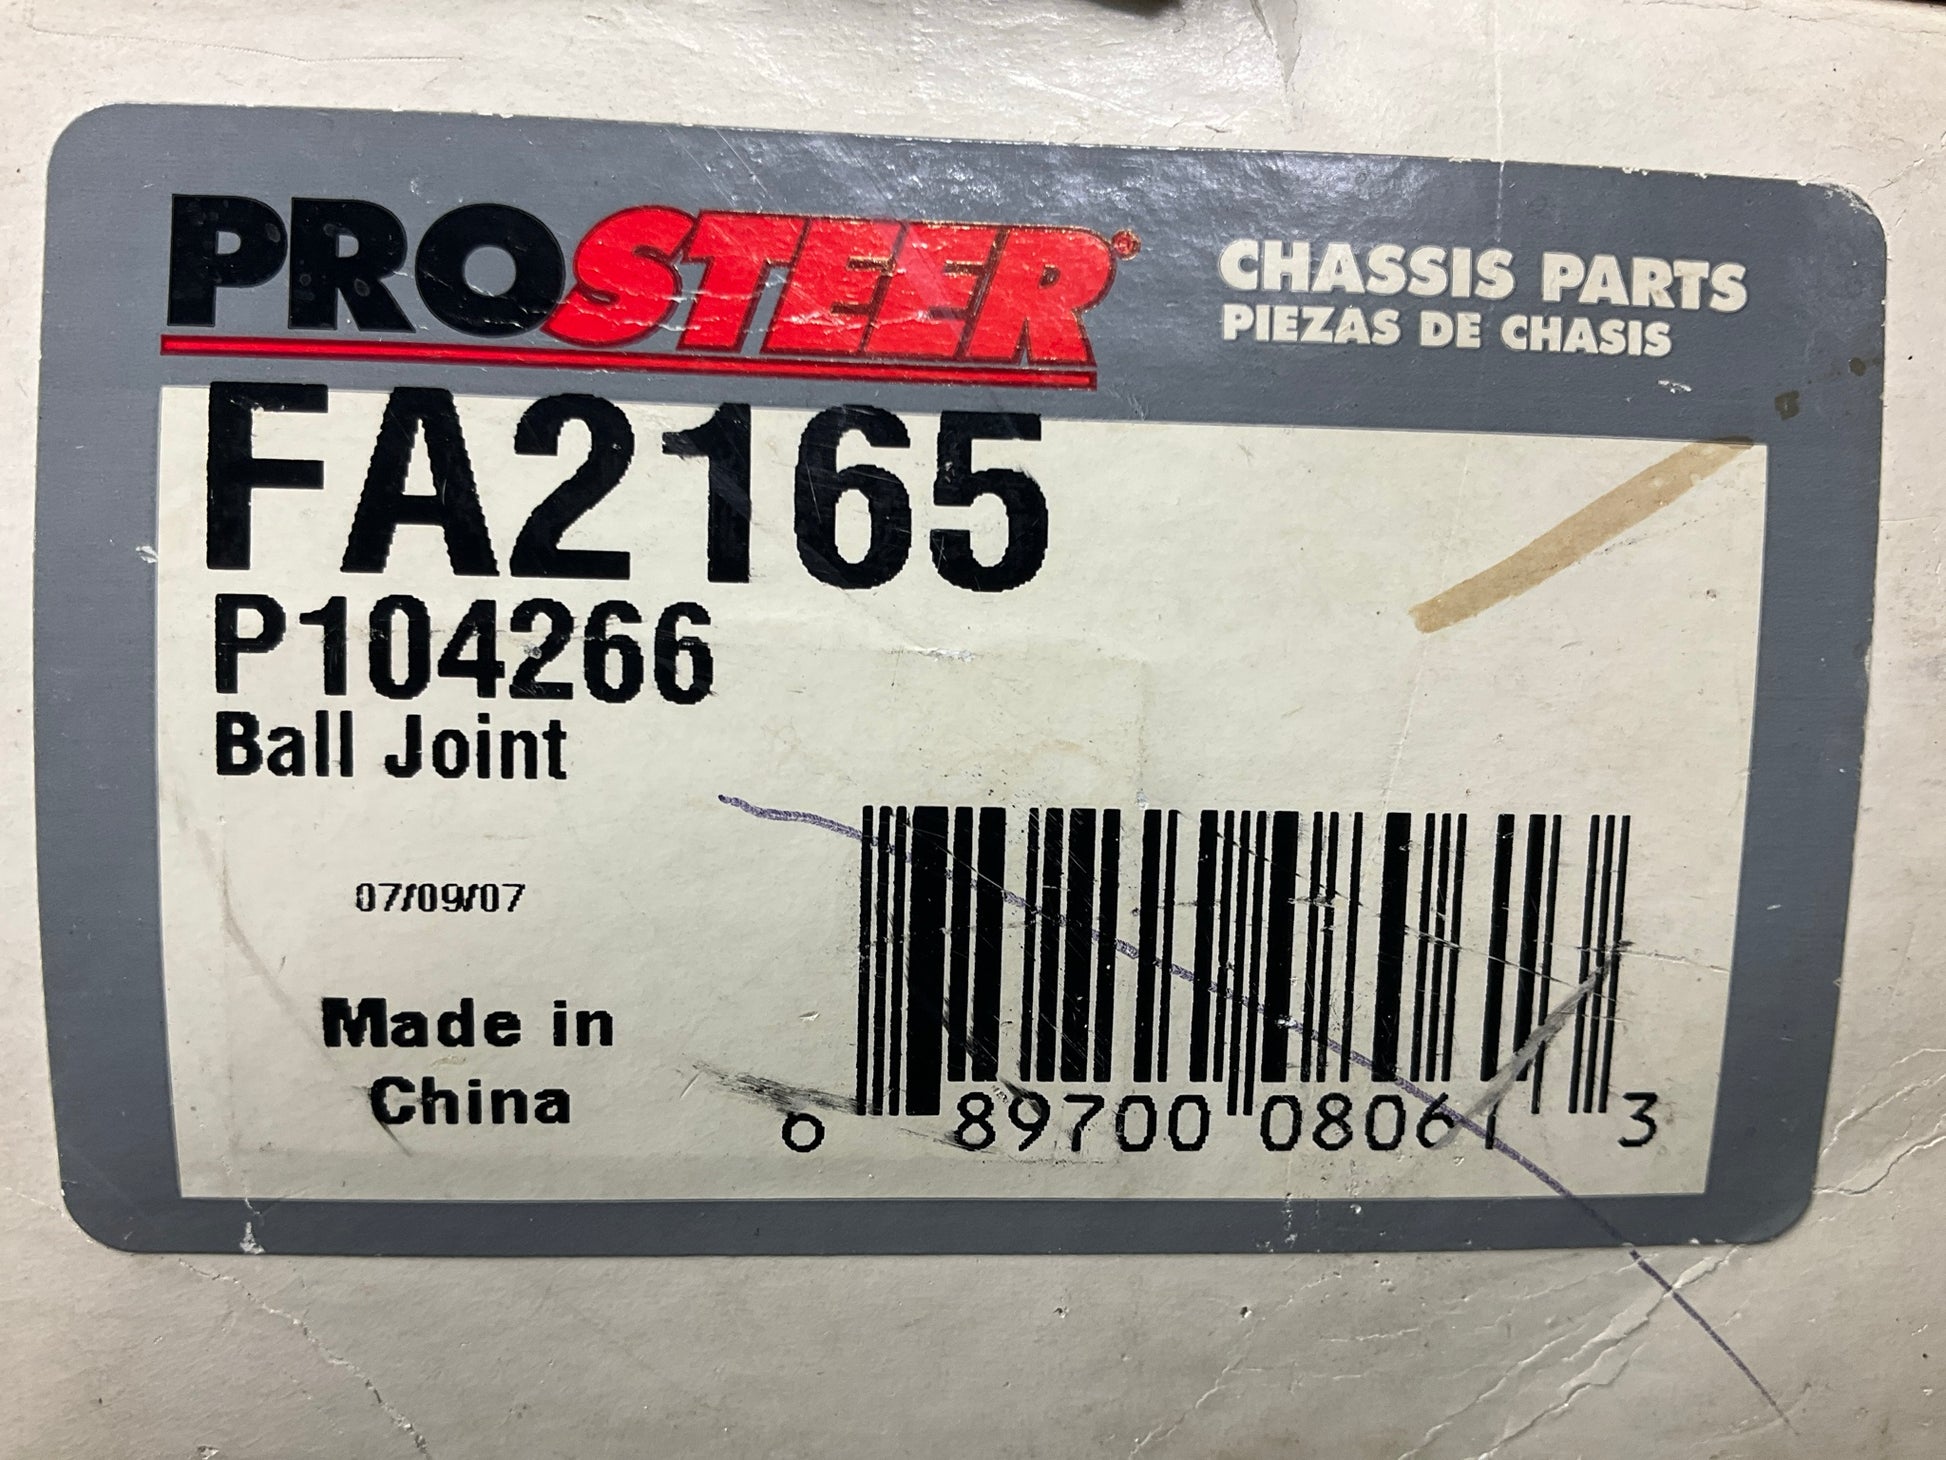 PROSTEER®
CHASSIS PARTS
PIEZAS DE CHASIS
FA2165
P104266
Ball Joint
07/09/07
Made in
China
0 89700 08061 3